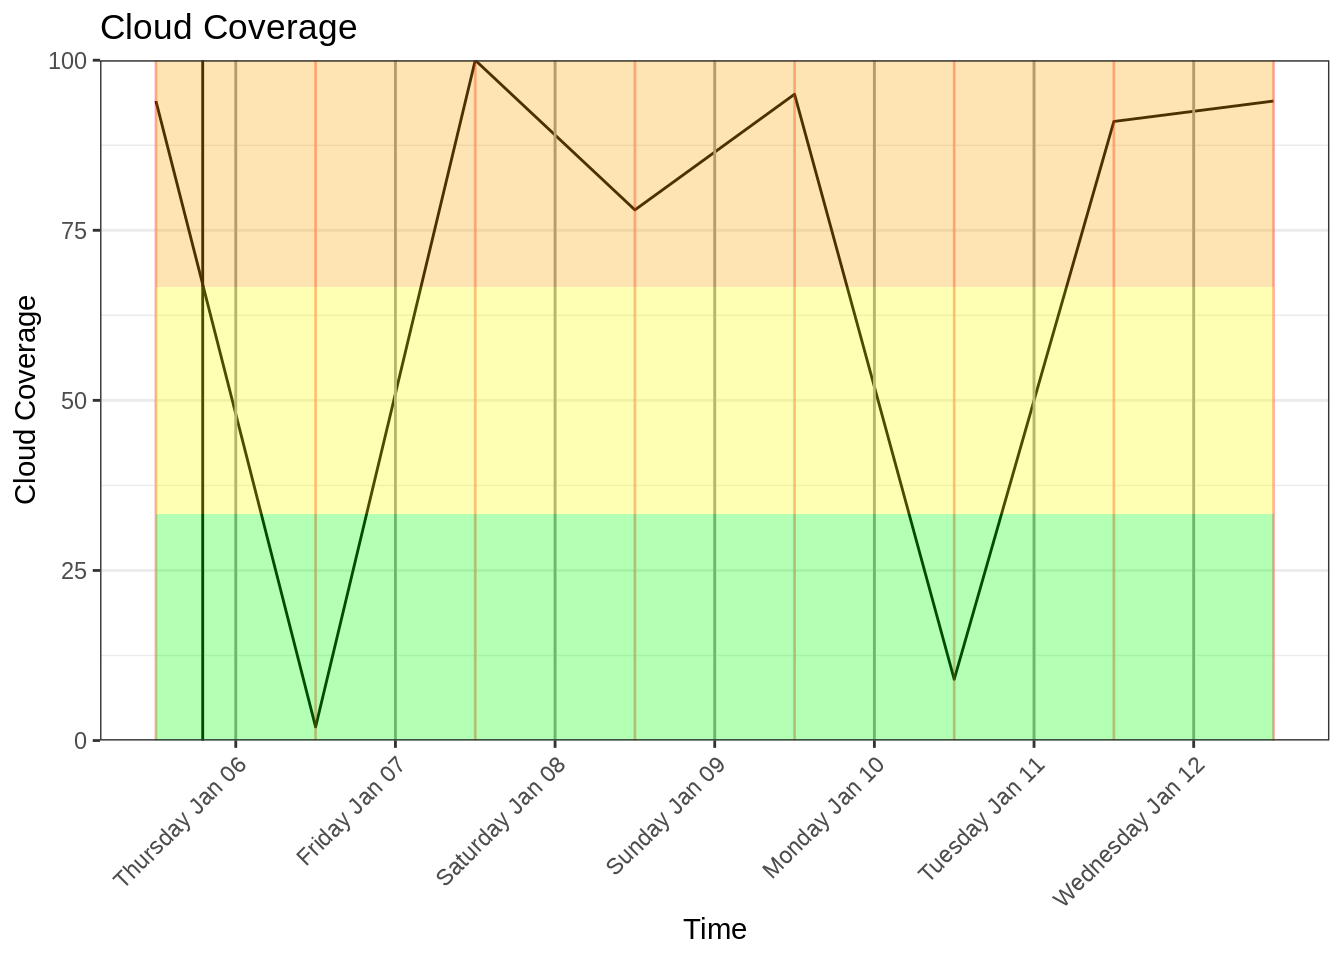 Cloud Coverage
100
75
50
25
0
Cloud Coverage
Thursday Jan 06
Friday Jan 07
Saturday Jan 08
Sunday Jan 09
Monday Jan 10
Tuesday Jan 11
Wednesday Jan 12
Time